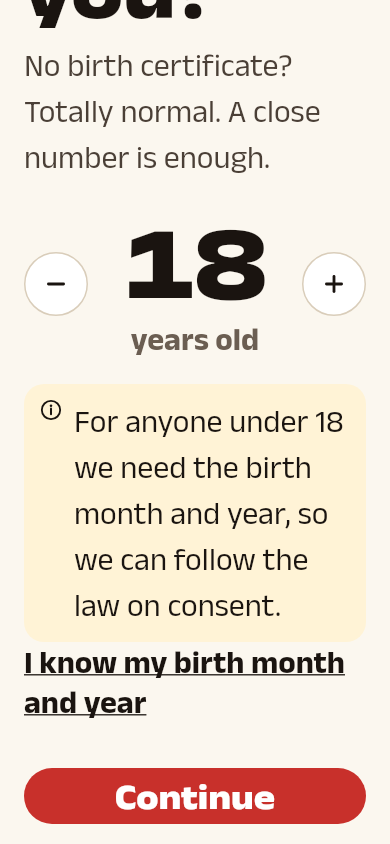 you?
No birth certificate?
Totally normal. A close
number is enough.
18
years old
For anyone under 18
we need the birth
month and year, so
we can follow the
law on consent.
I know my birth month
and year
Continue